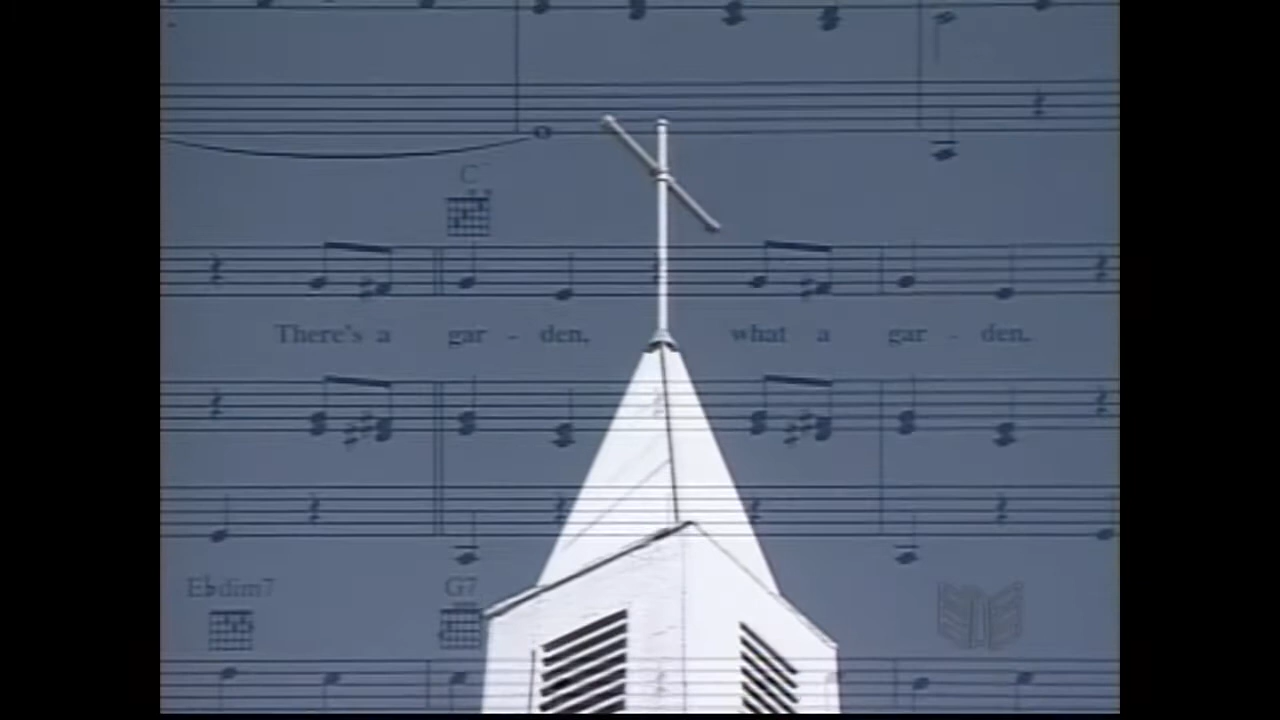 C
There's a gar - den, what a gar - den,
E♭dim7 G7